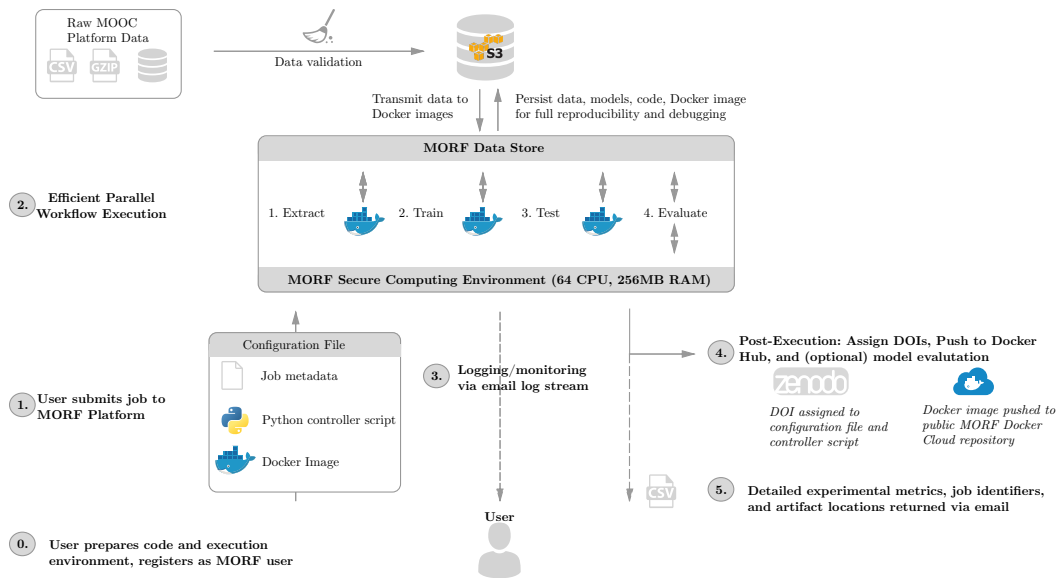 Raw MOOC
Platform Data
CSV
GZIP
Data validation
S3
Transmit data to
Docker images
Persist data, models, code, Docker image
for full reproducibility and debugging
MORF Data Store
2.
Efficient Parallel
Workflow Execution
1. Extract
2. Train
3. Test
4. Evaluate
MORF Secure Computing Environment (64 CPU, 256MB RAM)
Configuration File
Job metadata
Python controller script
Docker Image
1.
User submits job to
MORF Platform
3.
Logging/monitoring
via email log stream
4.
Post-Execution: Assign DOIs, Push to Docker
Hub, and (optional) model evalutation
zenodo
DOI assigned to
configuration file and
controller script
Docker image pushed to
public MORF Docker
Cloud repository
CSV
5.
Detailed experimental metrics, job identifiers,
and artifact locations returned via email
User
0.
User prepares code and execution
environment, registers as MORF user